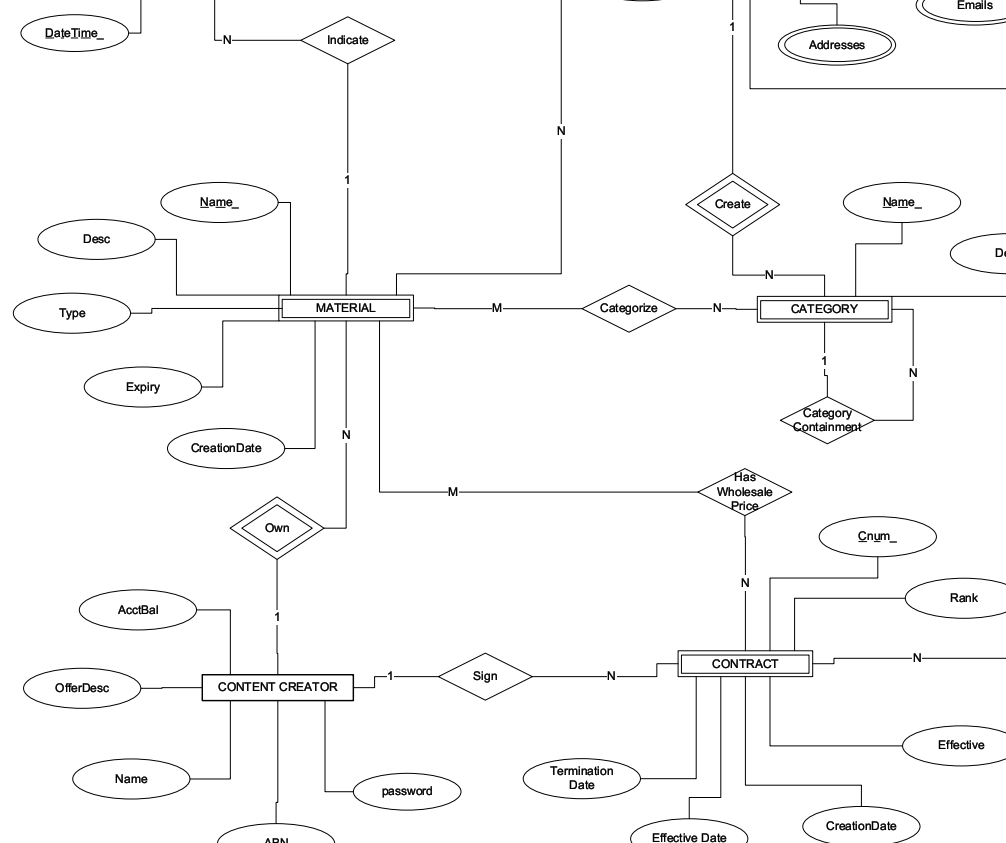 Emails
DateTime_
N
Indicate
1
Addresses
N
1
Name_
Create
Name_
Desc
De
N
Type
MATERIAL
M
Categorize
N
CATEGORY
1
N
Expiry
Category
Containment
CreationDate
N
Has
Wholesale
Price
M
Own
Cnum_
N
AcctBal
1
Rank
OfferDesc
CONTENT CREATOR
1
Sign
N
CONTRACT
N
Effective
Name
password
Termination
Date
CreationDate
Effective Date